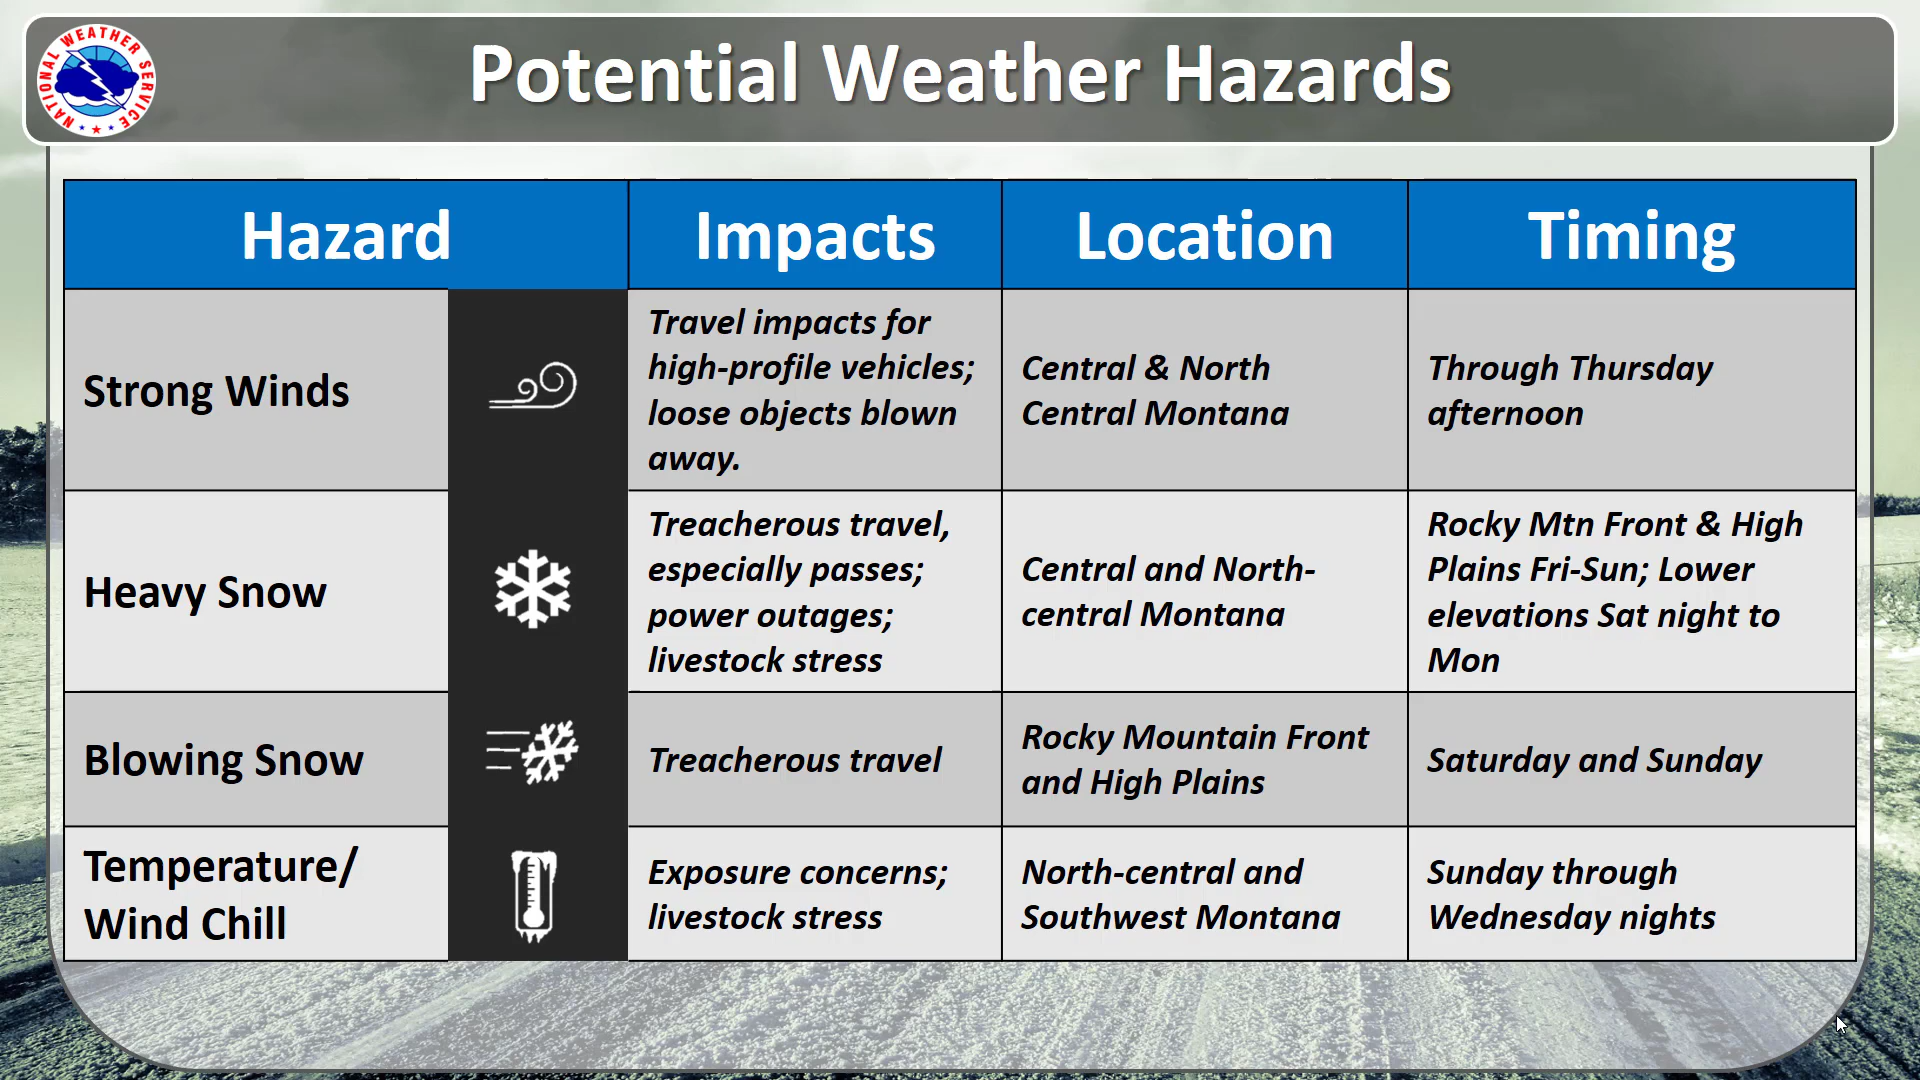 NATIONAL WEATHER SERVICE
Potential Weather Hazards
Hazard
Impacts
Location
Timing
Strong Winds
Travel impacts for
high-profile vehicles;
loose objects blown
away.
Central & North
Central Montana
Through Thursday
afternoon
Heavy Snow
Treacherous travel,
especially passes;
power outages;
livestock stress
Central and North-
central Montana
Rocky Mtn Front & High
Plains Fri-Sun; Lower
elevations Sat night to
Mon
Blowing Snow
Treacherous travel
Rocky Mountain Front
and High Plains
Saturday and Sunday
Temperature/
Wind Chill
Exposure concerns;
livestock stress
North-central and
Southwest Montana
Sunday through
Wednesday nights